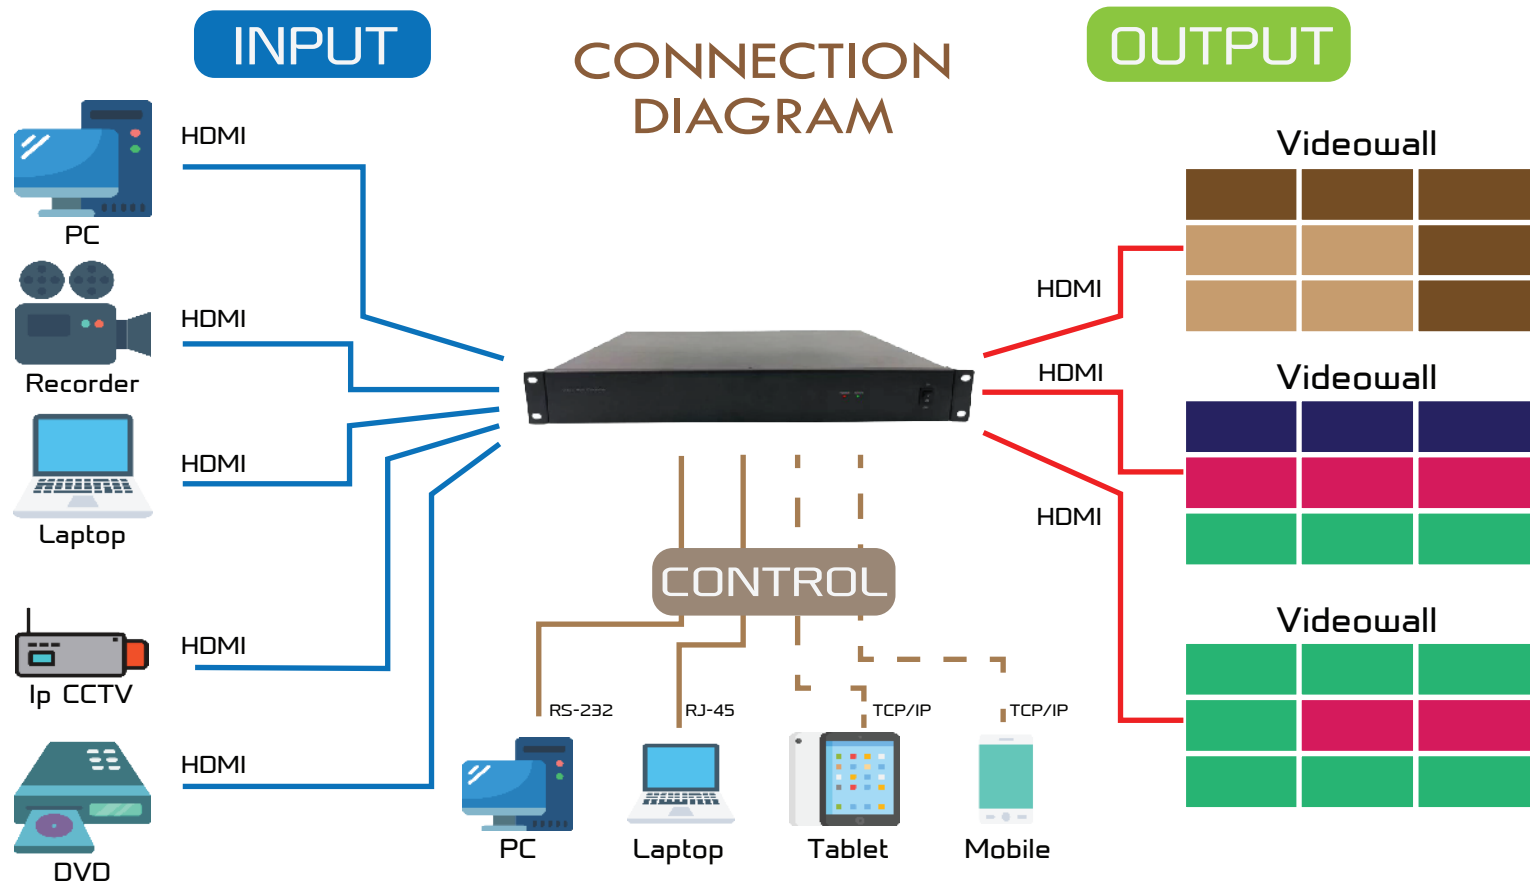 INPUT
CONNECTION
DIAGRAM
OUTPUT
HDMI
PC
HDMI
Recorder
HDMI
Laptop
HDMI
Ip CCTV
HDMI
DVD
CONTROL
RS-232
RJ-45
TCP/IP
TCP/IP
PC
Laptop
Tablet
Mobile
HDMI
HDMI
HDMI
Videowall
Videowall
Videowall